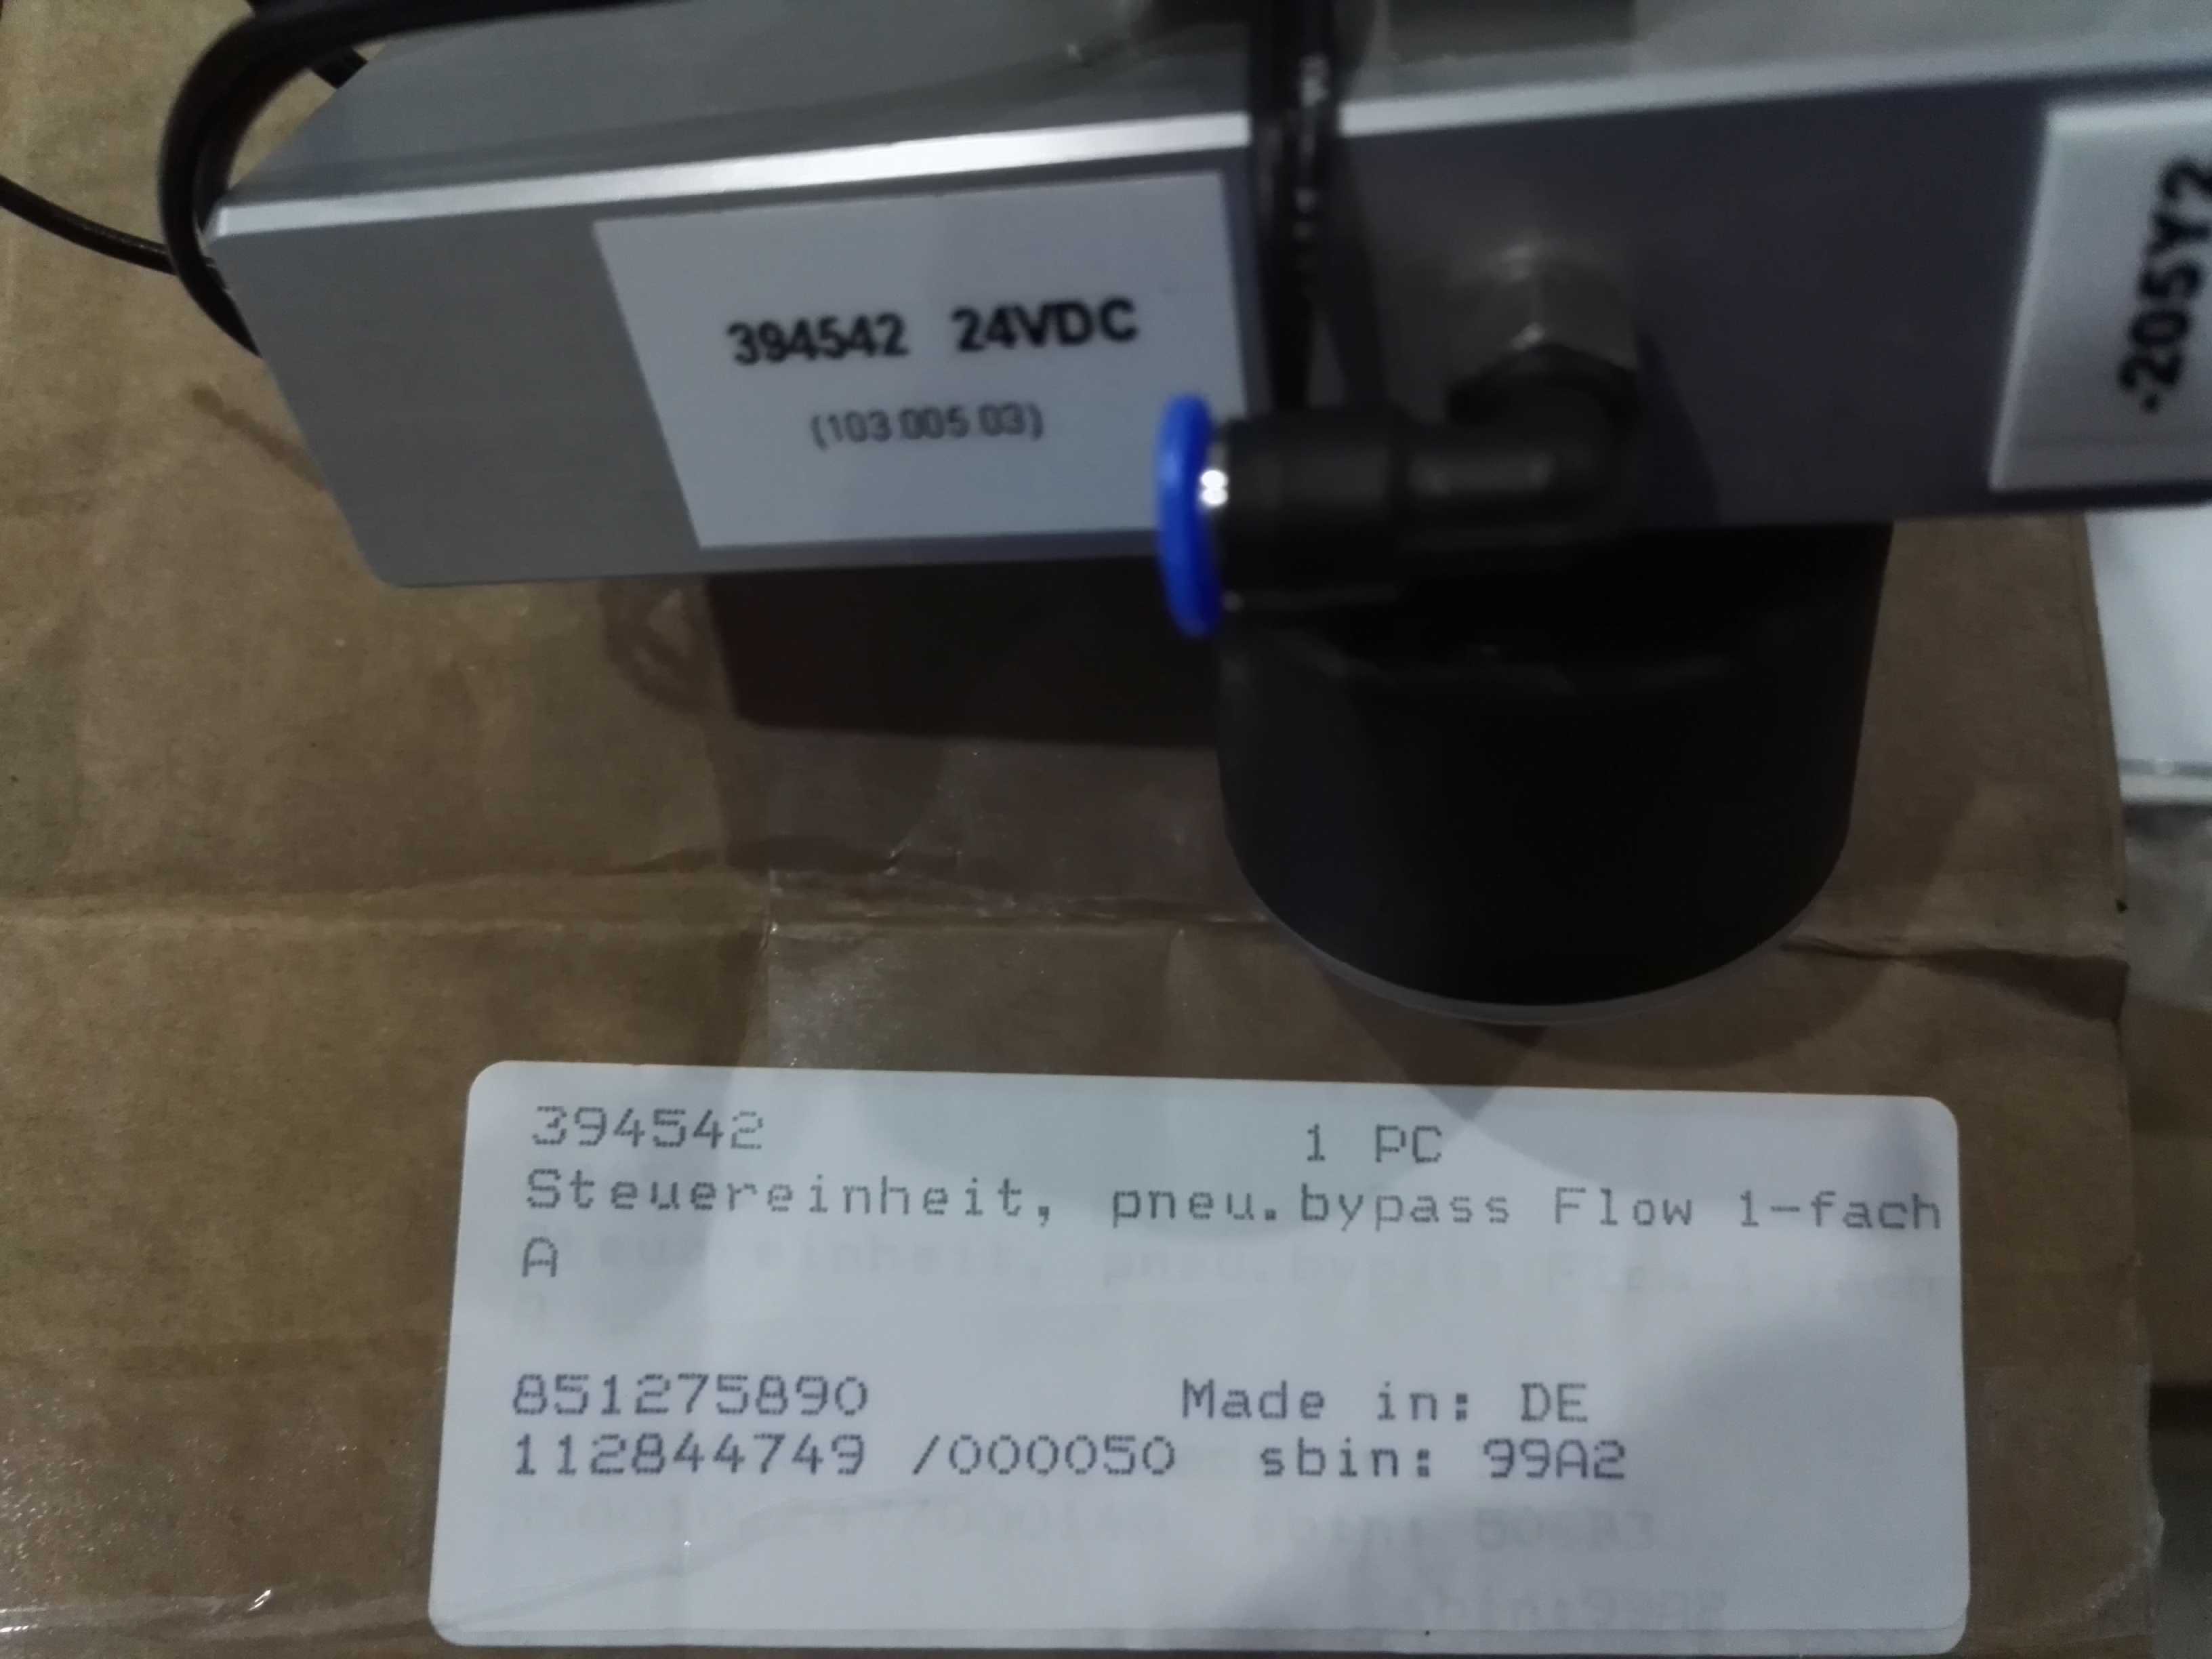 394542 24VDC
(103.005.03)
-205Y2
394542 1 PC
Steuereinheit, pneu.bypass Flow 1-fach
A
851275890 Made in: DE
112844749 /000050 sbin: 99A2